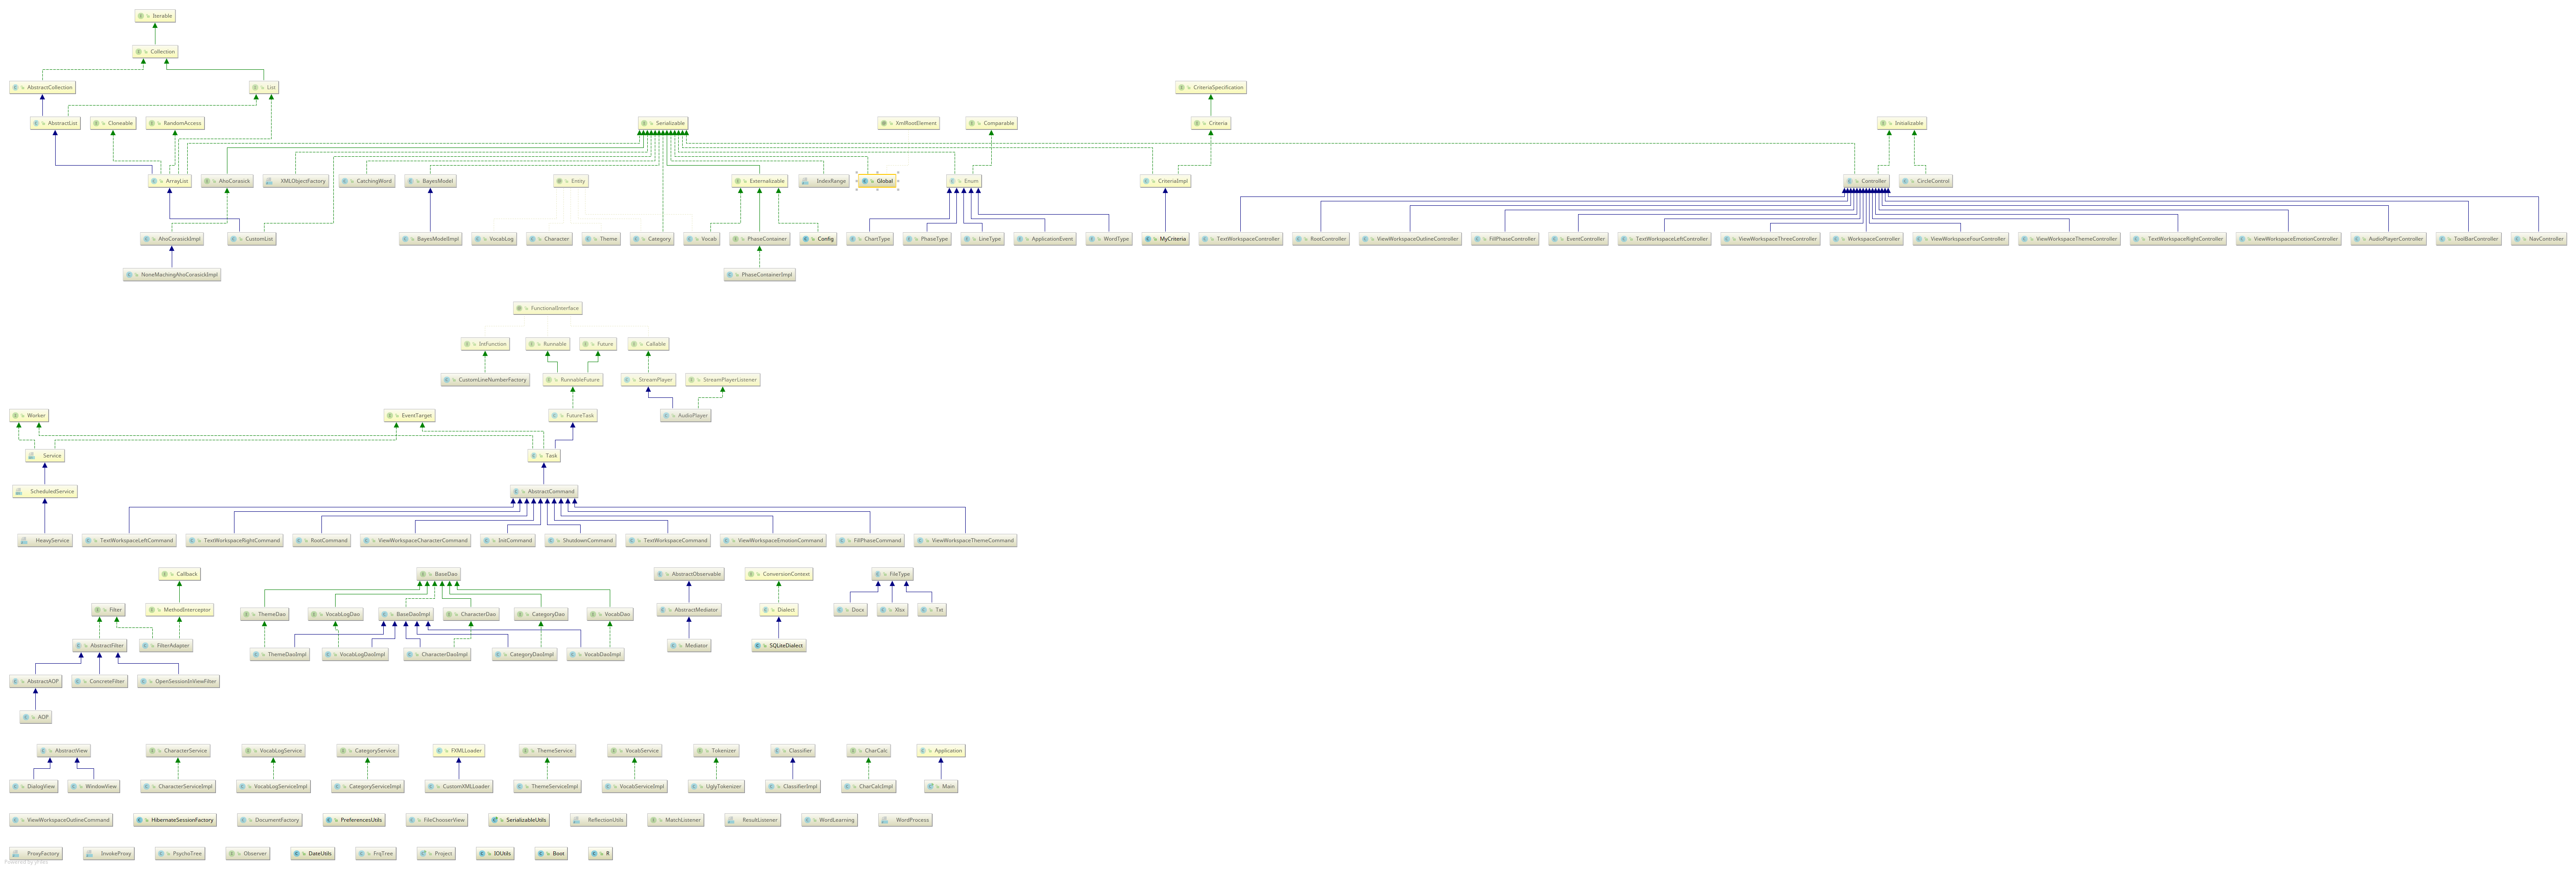 Iterable
Collection
AbstractCollection
List
CriteriaSpecification
AbstractList
Cloneable
RandomAccess
Serializable
XmlRootElement
Comparable
Criteria
Initializable
ArrayList
AhoCorasick
XMLObjectFactory
CatchingWord
BayesModel
Entity
Externalizable
IndexRange
Global
Enum
CriteriaImpl
Controller
CircleControl
AhoCorasickImpl
CustomList
BayesModelImpl
VocabLog
Character
Theme
Category
Vocab
PhaseContainer
Config
ChartType
PhaseType
LineType
ApplicationEvent
WordType
MyCriteria
TextWorkspaceController
RootController
ViewWorkspaceOutlineController
FillPhaseController
EventController
TextWorkspaceLeftController
ViewWorkspaceThreeController
WorkspaceController
ViewWorkspaceFourController
ViewWorkspaceThemeController
TextWorkspaceRightController
ViewWorkspaceEmotionController
AudioPlayerController
ToolBarController
NavController
NoneMachingAhoCorasickImpl
PhaseContainerImpl
FunctionalInterface
IntFunction
Runnable
Future
Callable
CustomLineNumberFactory
RunnableFuture
StreamPlayer
StreamPlayerListener
Worker
EventTarget
FutureTask
AudioPlayer
Service
Task
ScheduledService
AbstractCommand
HeavyService
TextWorkspaceLeftCommand
TextWorkspaceRightCommand
RootCommand
ViewWorkspaceCharacterCommand
InitCommand
ShutdownCommand
TextWorkspaceCommand
ViewWorkspaceEmotionCommand
FillPhaseCommand
ViewWorkspaceThemeCommand
Callback
BaseDao
AbstractObservable
ConversionContext
FileType
Filter
MethodInterceptor
ThemeDao
VocabLogDao
BaseDaoImpl
CharacterDao
CategoryDao
VocabDao
AbstractMediator
Dialect
Docx
Xlsx
Txt
AbstractFilter
FilterAdapter
ThemeDaoImpl
VocabLogDaoImpl
CharacterDaoImpl
CategoryDaoImpl
VocabDaoImpl
Mediator
SQLiteDialect
AbstractAOP
ConcreteFilter
OpenSessionInViewFilter
AOP
AbstractView
CharacterService
VocabLogService
CategoryService
FXMLLoader
ThemeService
VocabService
Tokenizer
Classifier
CharCalc
Application
DialogView
WindowView
CharacterServiceImpl
VocabLogServiceImpl
CategoryServiceImpl
CustomXMLLoader
ThemeServiceImpl
VocabServiceImpl
UglyTokenizer
ClassifierImpl
CharCalcImpl
Main
ViewWorkspaceOutlineCommand
HibernateSessionFactory
DocumentFactory
PreferencesUtils
FileChooserView
SerializableUtils
ReflectionUtils
MatchListener
ResultListener
WordLearning
WordProcess
ProxyFactory
InvokeProxy
PsychoTree
Observer
DateUtils
FrqTree
Project
IOUtils
Boot
R
Powered by yFiles